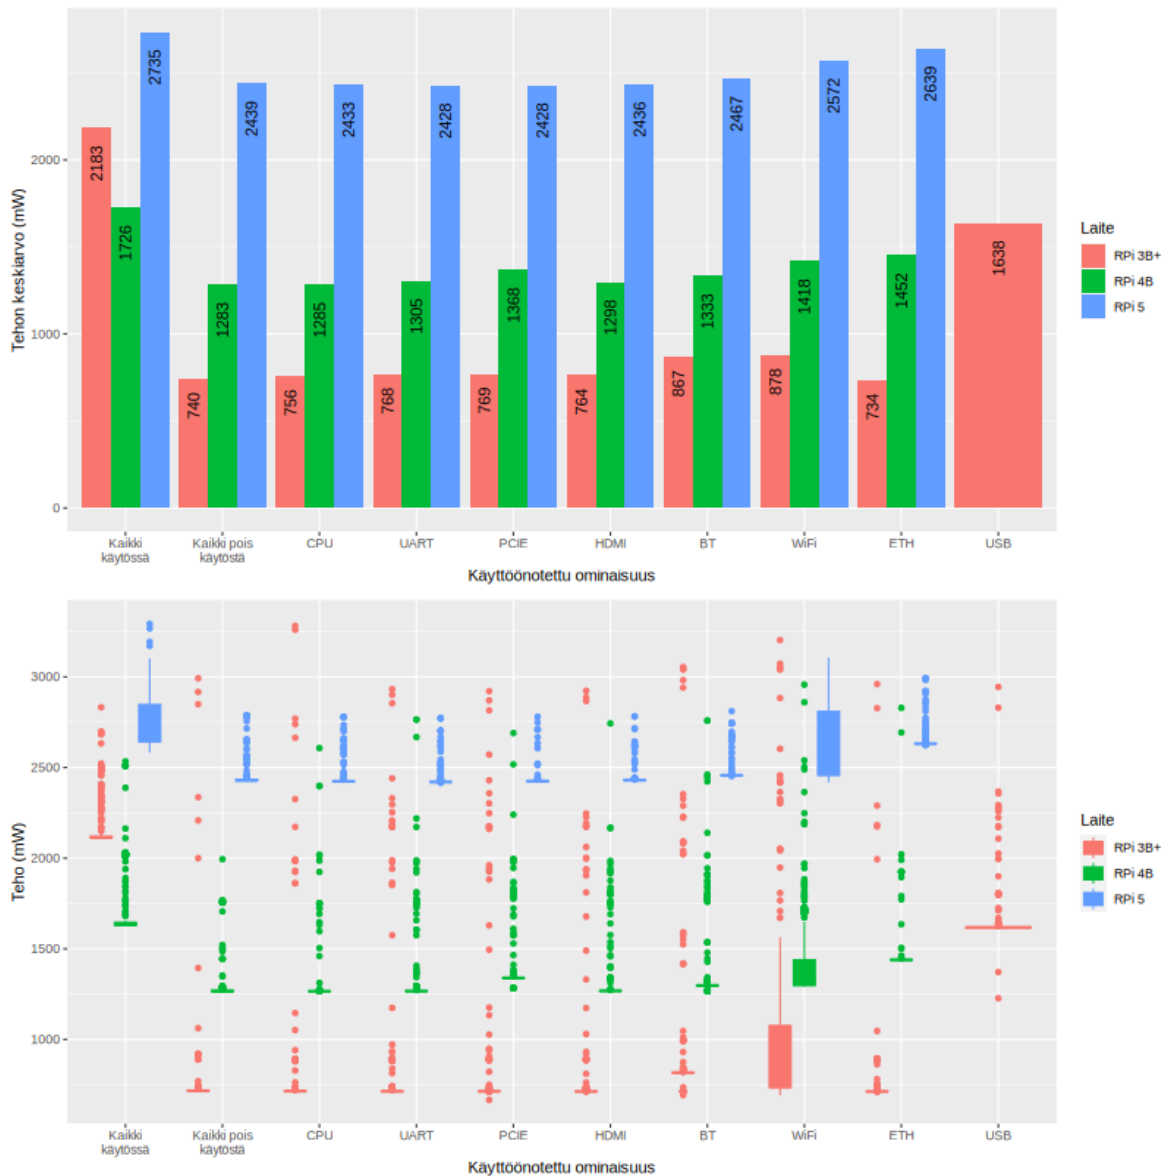 Tehon keskiarvo (mW)
2000
1000
0
2183
1726
2735
740
1283
2439
756
1285
2433
768
1305
2428
769
1368
2428
764
1298
2436
867
1333
2467
878
1418
2572
734
1452
2639
1638
Kaikki
käytössä
Kaikki pois
käytöstä
CPU
UART
PCIE
HDMI
BT
WiFi
ETH
USB
Käyttöönotettu ominaisuus
Laite
RPi 3B+
RPi 4B
RPi 5
Teho (mW)
3000
2500
2000
1500
1000
Kaikki
käytössä
Kaikki pois
käytöstä
CPU
UART
PCIE
HDMI
BT
WiFi
ETH
USB
Käyttöönotettu ominaisuus
Laite
RPi 3B+
RPi 4B
RPi 5